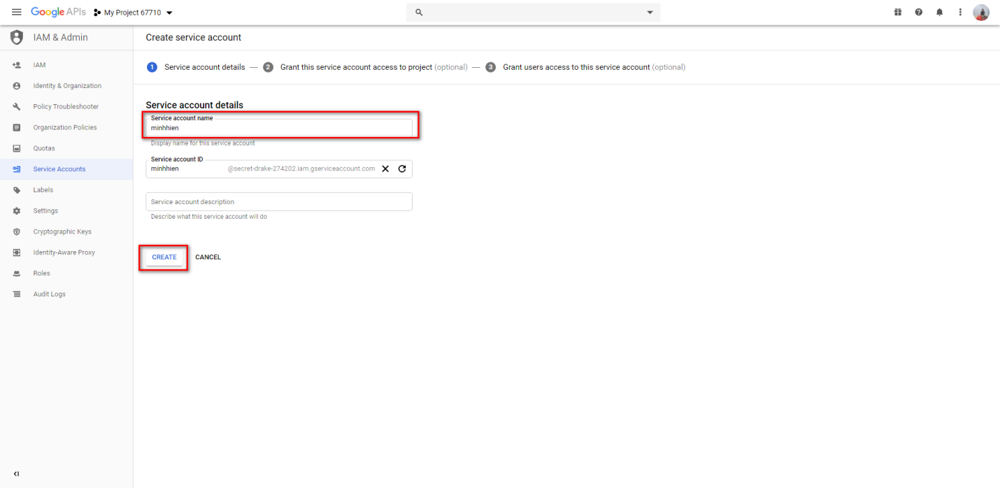 Google APIs My Project 67710
IAM & Admin
IAM
Identity & Organization
Policy Troubleshooter
Organization Policies
Quotas
Service Accounts
Labels
Settings
Cryptographic Keys
Identity-Aware Proxy
Roles
Audit Logs
Create service account
1 Service account details — 2 Grant this service account access to project (optional) — 3 Grant users access to this service account (optional)
Service account details
Service account name
minhhien
Display name for this service account
Service account ID
minhhien @secret-drake-274202.iam.gserviceaccount.com
Service account description
Describe what this service account will do
CREATE CANCEL